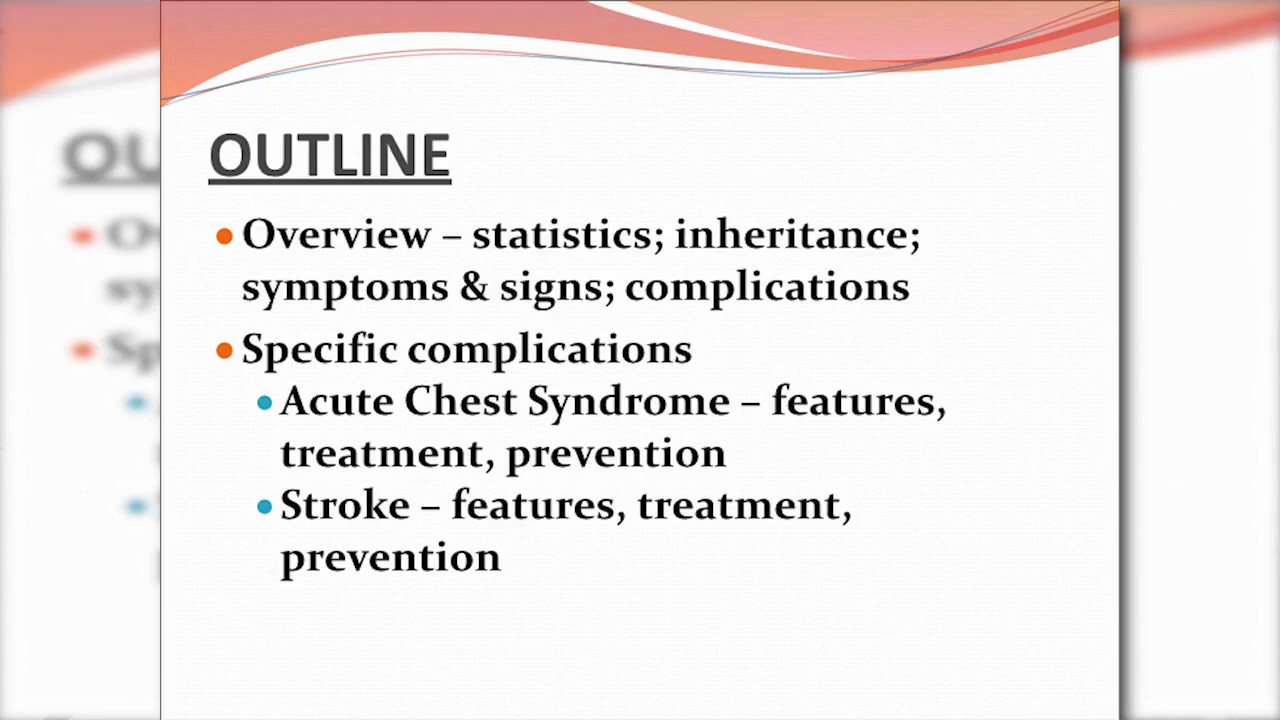 OUTLINE
Overview – statistics; inheritance;
symptoms & signs; complications
Specific complications
Acute Chest Syndrome – features,
treatment, prevention
Stroke – features, treatment,
prevention